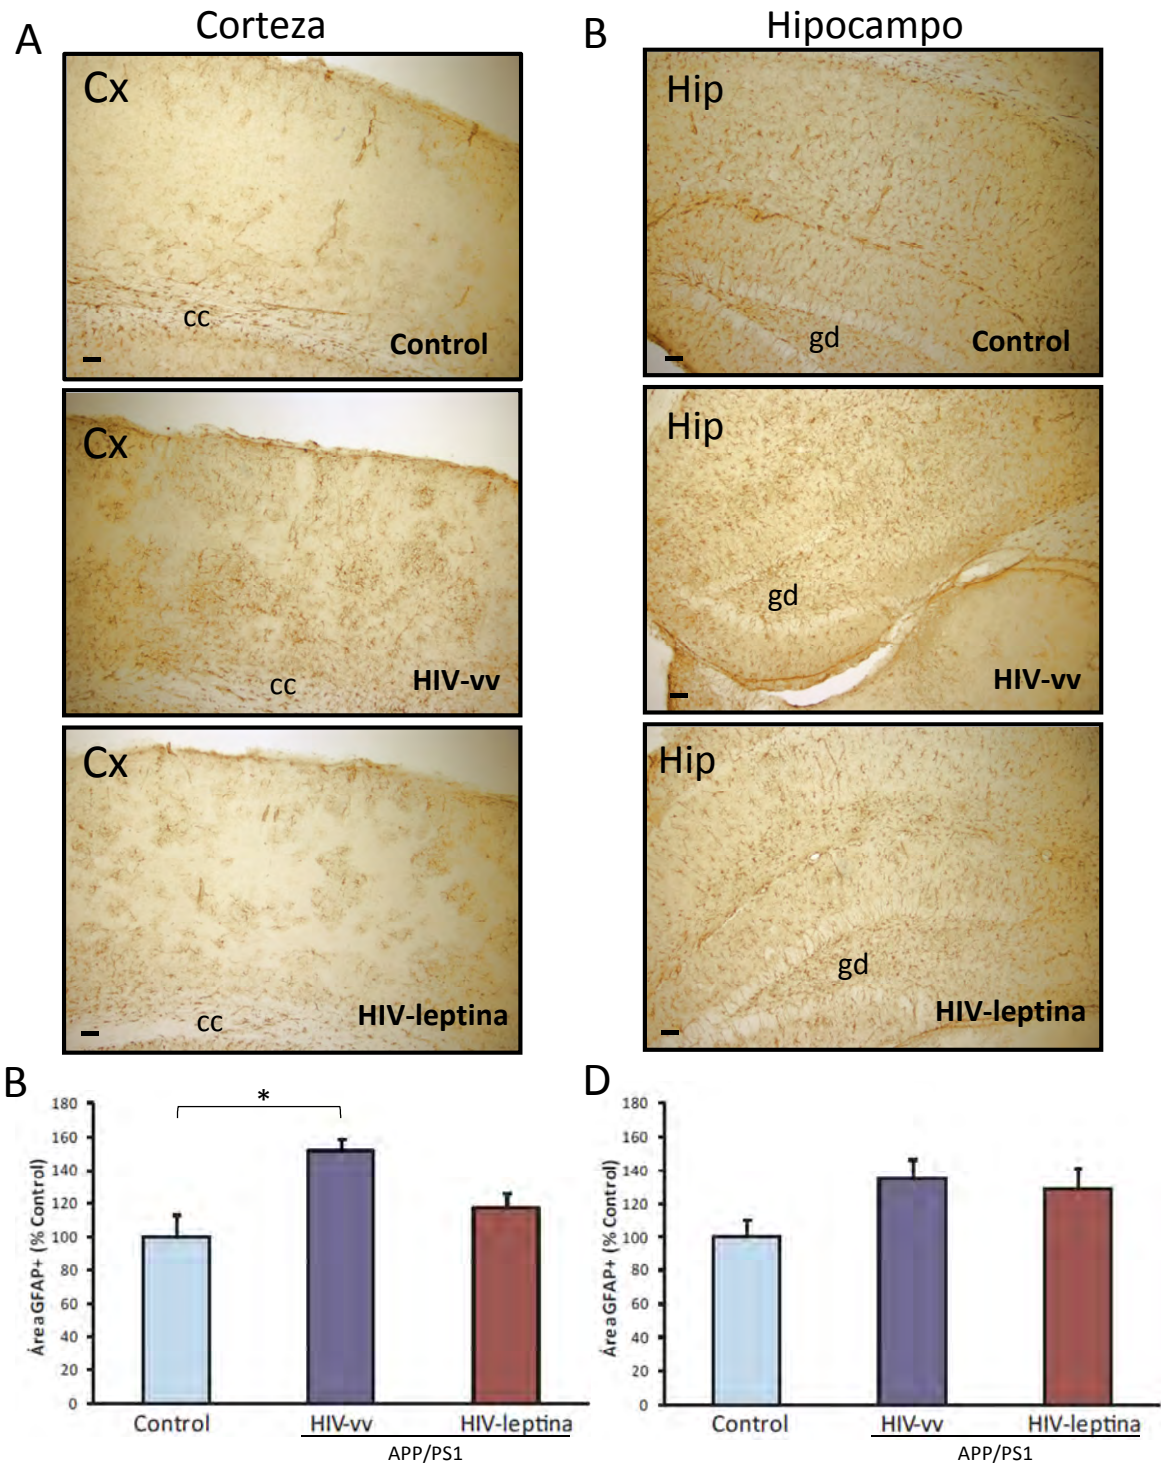 A
Corteza
Cx
cc
Control
Cx
cc
HIV-vv
Cx
cc
HIV-leptina
B
Hipocampo
Hip
gd
Control
Hip
gd
HIV-vv
Hip
gd
HIV-leptina
B
Área GFAP+ (% Control)
180
160
140
120
100
80
60
40
20
0
*
Control
HIV-vv
HIV-leptina
APP/PS1
D
Área GFAP+ (% Control)
180
160
140
120
100
80
60
40
20
0
Control
HIV-vv
HIV-leptina
APP/PS1